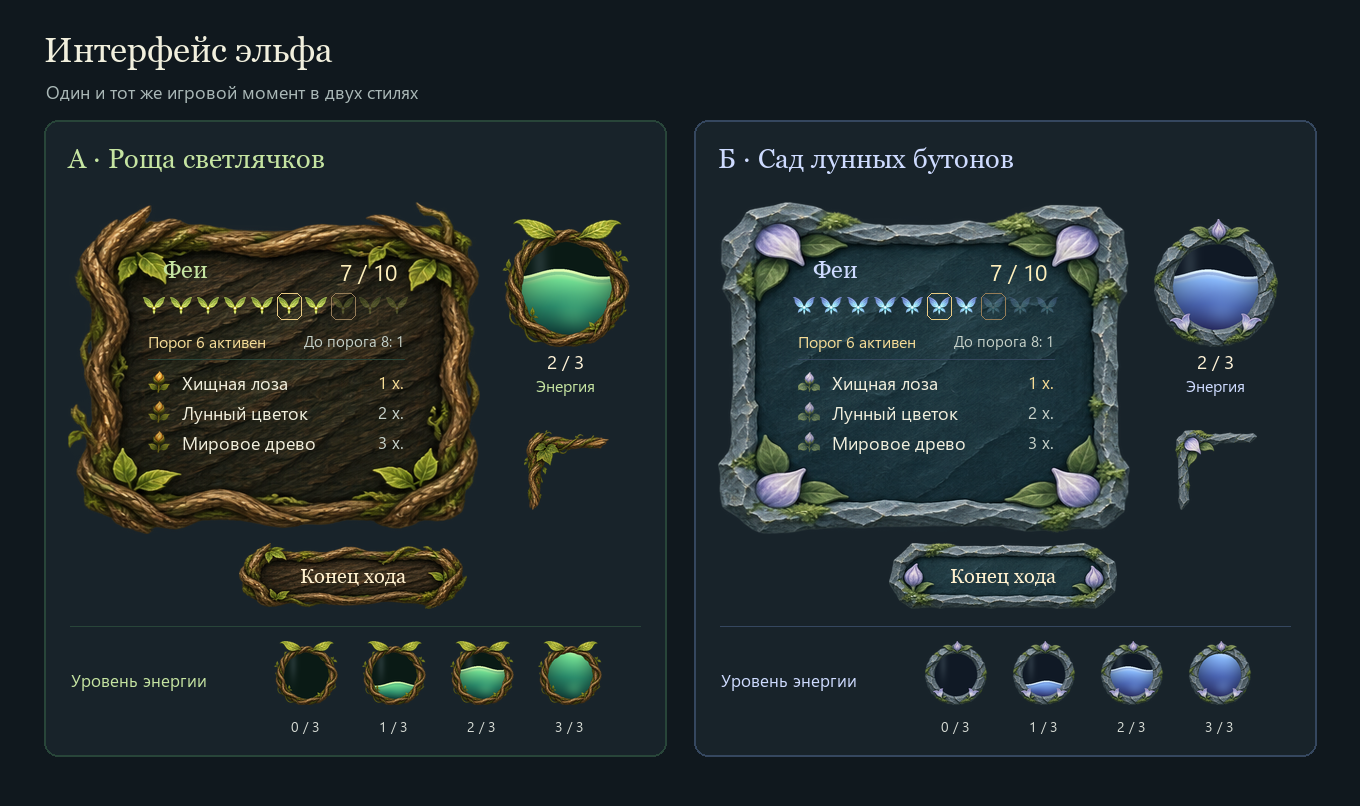 Интерфейс эльфа
Один и тот же игровой момент в двух стилях
А · Роща светлячков
Феи 7 / 10
Порог 6 активен До порога 8: 1
Хищная лоза 1 х.
Лунный цветок 2 х.
Мировое древо 3 х.
2 / 3
Энергия
Конец хода
Уровень энергии
0 / 3 1 / 3 2 / 3 3 / 3
Б · Сад лунных бутонов
Феи 7 / 10
Порог 6 активен До порога 8: 1
Хищная лоза 1 х.
Лунный цветок 2 х.
Мировое древо 3 х.
2 / 3
Энергия
Конец хода
Уровень энергии
0 / 3 1 / 3 2 / 3 3 / 3